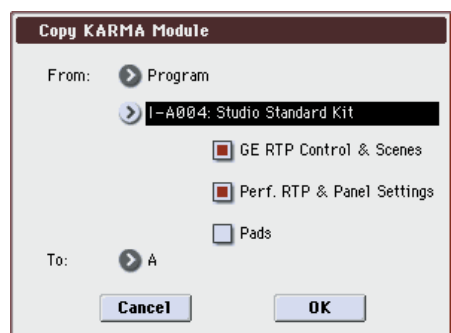 Copy KARMA Module
From: Program
I-A004: Studio Standard Kit
GE RTP Control & Scenes
Perf. RTP & Panel Settings
Pads
To: A
Cancel OK